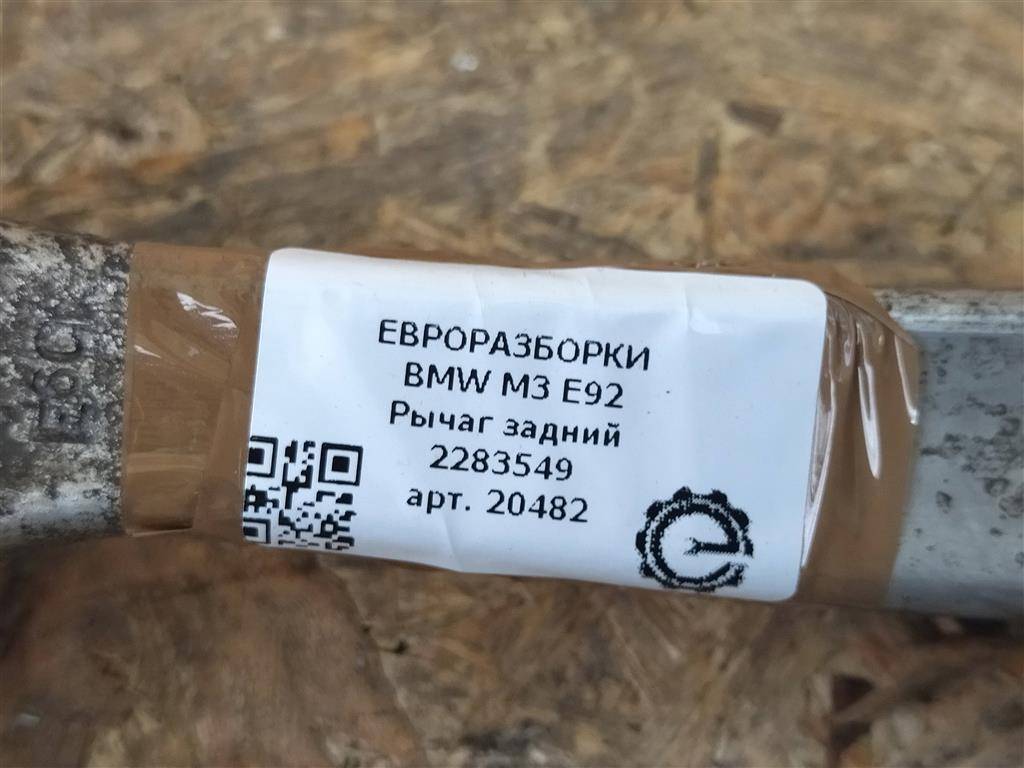 ЕВРОРАЗБОРКИ
BMW M3 E92
Рычаг задний
2283549
арт. 20482